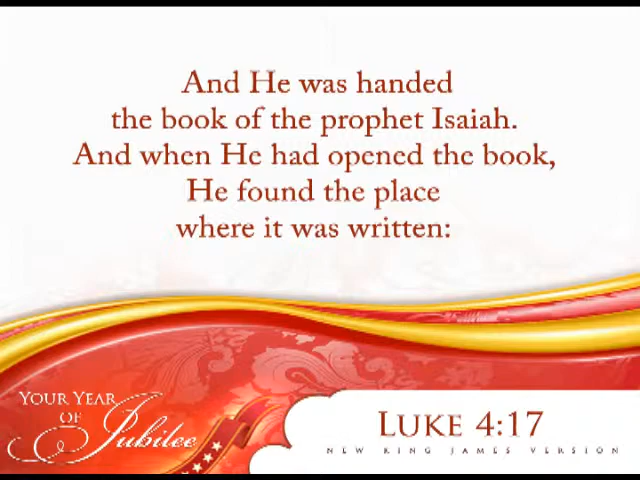 And He was handed
the book of the prophet Isaiah.
And when He had opened the book,
He found the place
where it was written:
YOUR YEAR
OF
Jubilee
LUKE 4:17
NEW KING JAMES VERSION